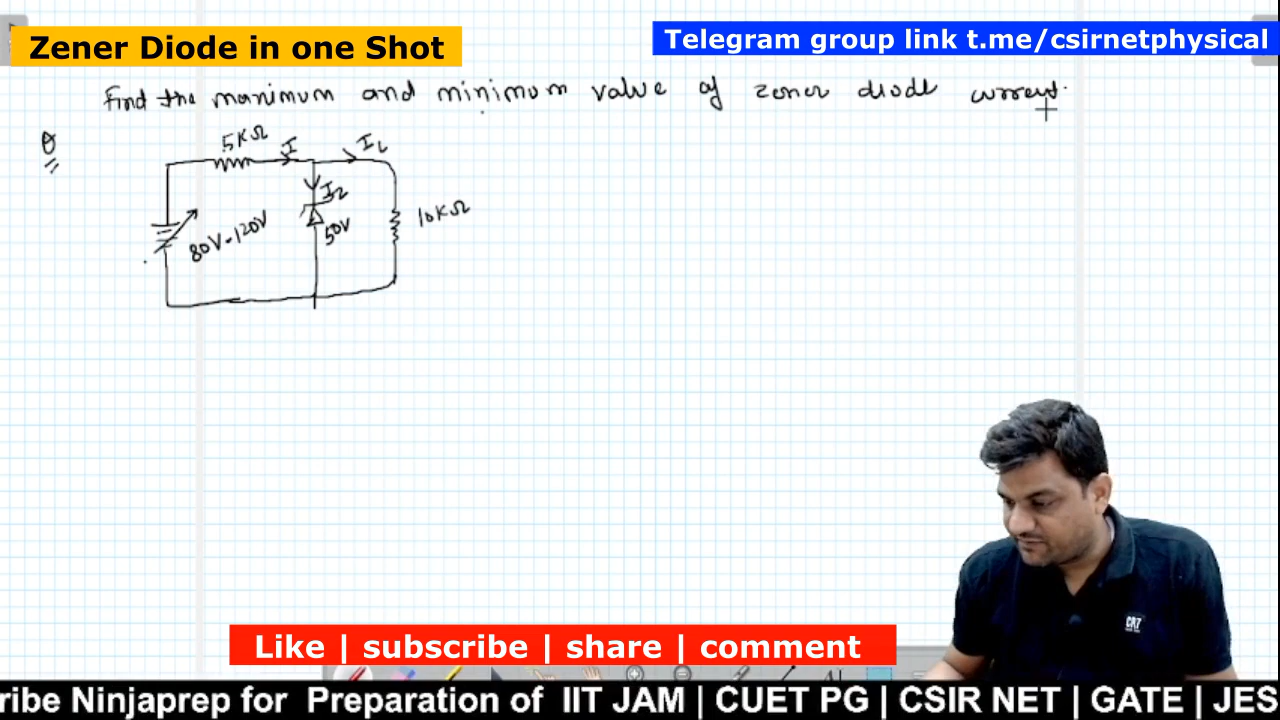 Zener Diode in one Shot
Telegram group link t.me/csirnetphysical
Find the maximum and minimum value of zener diode current.
Q
5KΩ
I
IL
IZ
80V-120V
50V
10KΩ
CR7
Like | subscribe | share | comment
ribe Ninjaprep for Preparation of IIT JAM | CUET PG | CSIR NET | GATE | JES